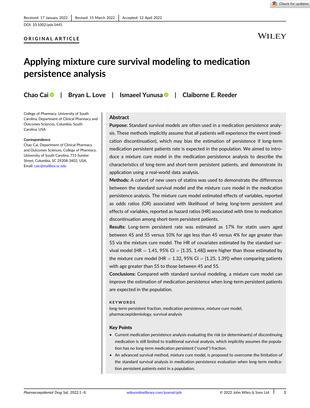 Check for updates
Received: 17 January 2022 | Revised: 15 March 2022 | Accepted: 12 April 2022
DOI: 10.1002/pds.5441
ORIGINAL ARTICLE
WILEY
Applying mixture cure survival modeling to medication
persistence analysis
Chao Cai | Bryan L. Love | Ismaeel Yunusa | Claiborne E. Reeder
College of Pharmacy, University of South
Carolina, Department of Clinical Pharmacy and
Outcomes Sciences, Columbia, South
Carolina, USA
Correspondence
Chao Cai, Department of Clinical Pharmacy
and Outcomes Sciences, College of Pharmacy,
University of South Carolina, 715 Sumter
Street, Columbia, SC 29208-3402, USA.
Email: caic@mailbox.sc.edu
Abstract
Purpose: Standard survival models are often used in a medication persistence analy-
sis. These methods implicitly assume that all patients will experience the event (medi-
cation discontinuation), which may bias the estimation of persistence if long-term
medication persistent patients rate is expected in the population. We aimed to intro-
duce a mixture cure model in the medication persistence analysis to describe the
characteristics of long-term and short-term persistent patients, and demonstrate its
application using a real-world data analysis.
Methods: A cohort of new users of statins was used to demonstrate the differences
between the standard survival model and the mixture cure model in the medication
persistence analysis. The mixture cure model estimated effects of variables, reported
as odds ratios (OR) associated with likelihood of being long-term persistent and
effects of variables, reported as hazard ratios (HR) associated with time to medication
discontinuation among short-term persistent patients.
Results: Long-term persistent rate was estimated as 17% for statin users aged
between 45 and 55 versus 10% for age less than 45 versus 4% for age greater than
55 via the mixture cure model. The HR of covariates estimated by the standard sur-
vival model (HR = 1.41, 95% CI = [1.35, 1.48]) were higher than those estimated by
the mixture cure model (HR = 1.32, 95% CI = [1.25, 1.39]) when comparing patients
with age greater than 55 to those between 45 and 55.
Conclusions: Compared with standard modeling, a mixture cure model can
improve the estimation of medication persistence when long-term persistent patients
are expected in the population.
KEYWORDS
long-term persistent fraction, medication persistence, mixture cure model,
pharmacoepidemiology, survival analysis
Key Points
• Current medication persistence analysis evaluating the risk (or determinants) of discontinuing
medication is still limited to traditional survival analysis, which implicitly assumes the popula-
tion has no long-term medication persistent ("cured") fraction.
• An advanced survival method, mixture cure model, is proposed to overcome the limitation of
the standard survival analysis in medication persistence evaluation when long-term medica-
tion persistent patients exist in a population.
Pharmacoepidemiol Drug Saf. 2022;1–8.
wileyonlinelibrary.com/journal/pds
© 2022 John Wiley & Sons Ltd.
1